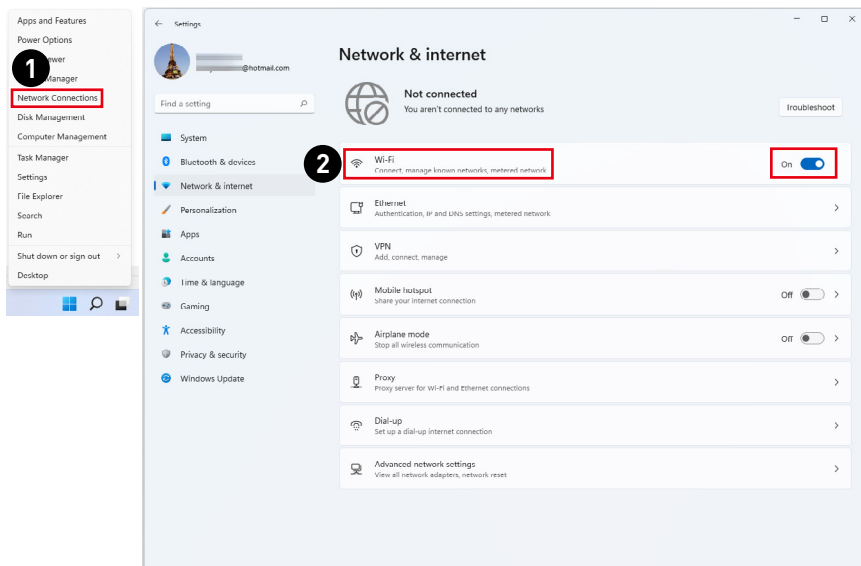 Apps and Features
Power Options
ewer
1
Manager
Network Connections
Disk Management
Computer Management
Task Manager
Settings
File Explorer
Search
Run
Shut down or sign out
Desktop
Settings
@hotmail.com
Find a setting
System
Bluetooth & devices
Network & internet
Personalization
Apps
Accounts
Time & language
Gaming
Accessibility
Privacy & security
Windows Update
Network & internet
Not connected
You aren't connected to any networks
Troubleshoot
2
Wi-Fi
Connect, manage known networks, metered network
On
Ethernet
Authentication, IP and DNS settings, metered network
VPN
Add, connect, manage
Mobile hotspot
Share your internet connection
Off
Airplane mode
Stop all wireless communication
Off
Proxy
Proxy server for Wi-Fi and Ethernet connections
Dial-up
Set up a dial-up internet connection
Advanced network settings
View all network adapters, network reset